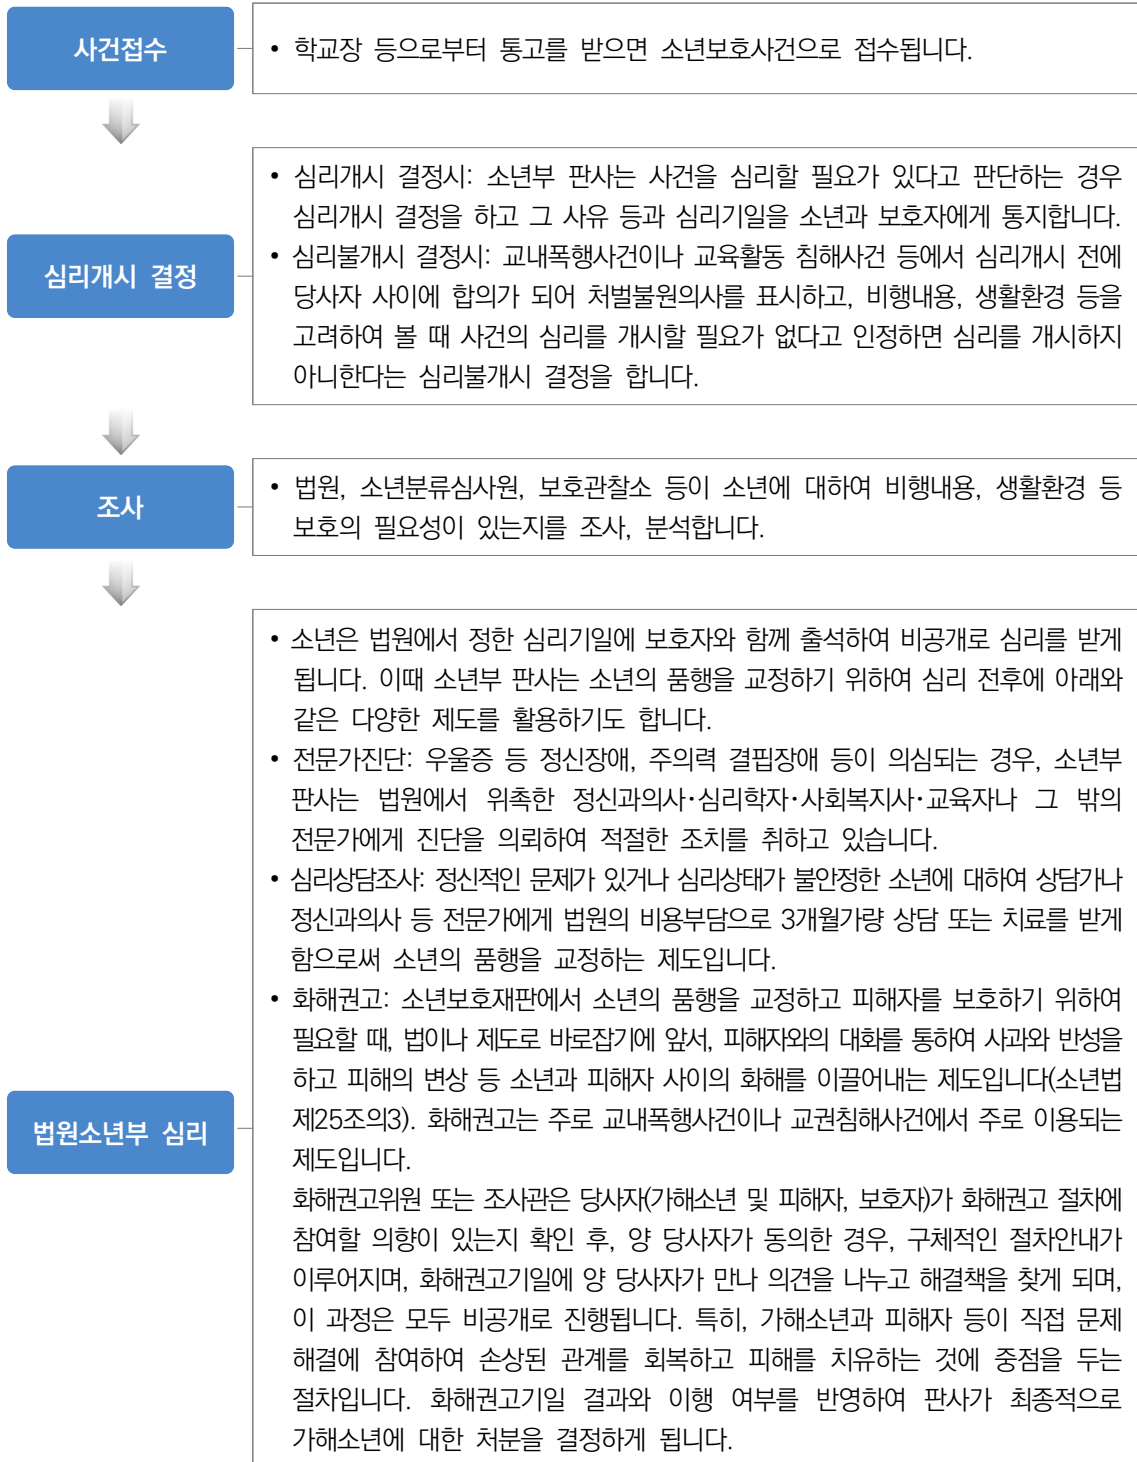 사건접수
• 학교장 등으로부터 통고를 받으면 소년보호사건으로 접수됩니다.
심리개시 결정
• 심리개시 결정시: 소년부 판사는 사건을 심리할 필요가 있다고 판단하는 경우
심리개시 결정을 하고 그 사유 등과 심리기일을 소년과 보호자에게 통지합니다.
• 심리불개시 결정시: 교내폭행사건이나 교육활동 침해사건 등에서 심리개시 전에
당사자 사이에 합의가 되어 처벌불원의사를 표시하고, 비행내용, 생활환경 등을
고려하여 볼 때 사건의 심리를 개시할 필요가 없다고 인정하면 심리를 개시하지
아니한다는 심리불개시 결정을 합니다.
조사
• 법원, 소년분류심사원, 보호관찰소 등이 소년에 대하여 비행내용, 생활환경 등
보호의 필요성이 있는지를 조사, 분석합니다.
법원소년부 심리
• 소년은 법원에서 정한 심리기일에 보호자와 함께 출석하여 비공개로 심리를 받게
됩니다. 이때 소년부 판사는 소년의 품행을 교정하기 위하여 심리 전후에 아래와
같은 다양한 제도를 활용하기도 합니다.
• 전문가진단: 우울증 등 정신장애, 주의력 결핍장애 등이 의심되는 경우, 소년부
판사는 법원에서 위촉한 정신과의사·심리학자·사회복지사·교육자나 그 밖의
전문가에게 진단을 의뢰하여 적절한 조치를 취하고 있습니다.
• 심리상담조사: 정신적인 문제가 있거나 심리상태가 불안정한 소년에 대하여 상담가나
정신과의사 등 전문가에게 법원의 비용부담으로 3개월가량 상담 또는 치료를 받게
함으로써 소년의 품행을 교정하는 제도입니다.
• 화해권고: 소년보호재판에서 소년의 품행을 교정하고 피해자를 보호하기 위하여
필요할 때, 법이나 제도로 바로잡기에 앞서, 피해자와의 대화를 통하여 사과와 반성을
하고 피해의 변상 등 소년과 피해자 사이의 화해를 이끌어내는 제도입니다(소년법
제25조의3). 화해권고는 주로 교내폭행사건이나 교권침해사건에서 주로 이용되는
제도입니다.
화해권고위원 또는 조사관은 당사자(가해소년 및 피해자, 보호자)가 화해권고 절차에
참여할 의향이 있는지 확인 후, 양 당사자가 동의한 경우, 구체적인 절차안내가
이루어지며, 화해권고기일에 양 당사자가 만나 의견을 나누고 해결책을 찾게 되며,
이 과정은 모두 비공개로 진행됩니다. 특히, 가해소년과 피해자 등이 직접 문제
해결에 참여하여 손상된 관계를 회복하고 피해를 치유하는 것에 중점을 두는
절차입니다. 화해권고기일 결과와 이행 여부를 반영하여 판사가 최종적으로
가해소년에 대한 처분을 결정하게 됩니다.